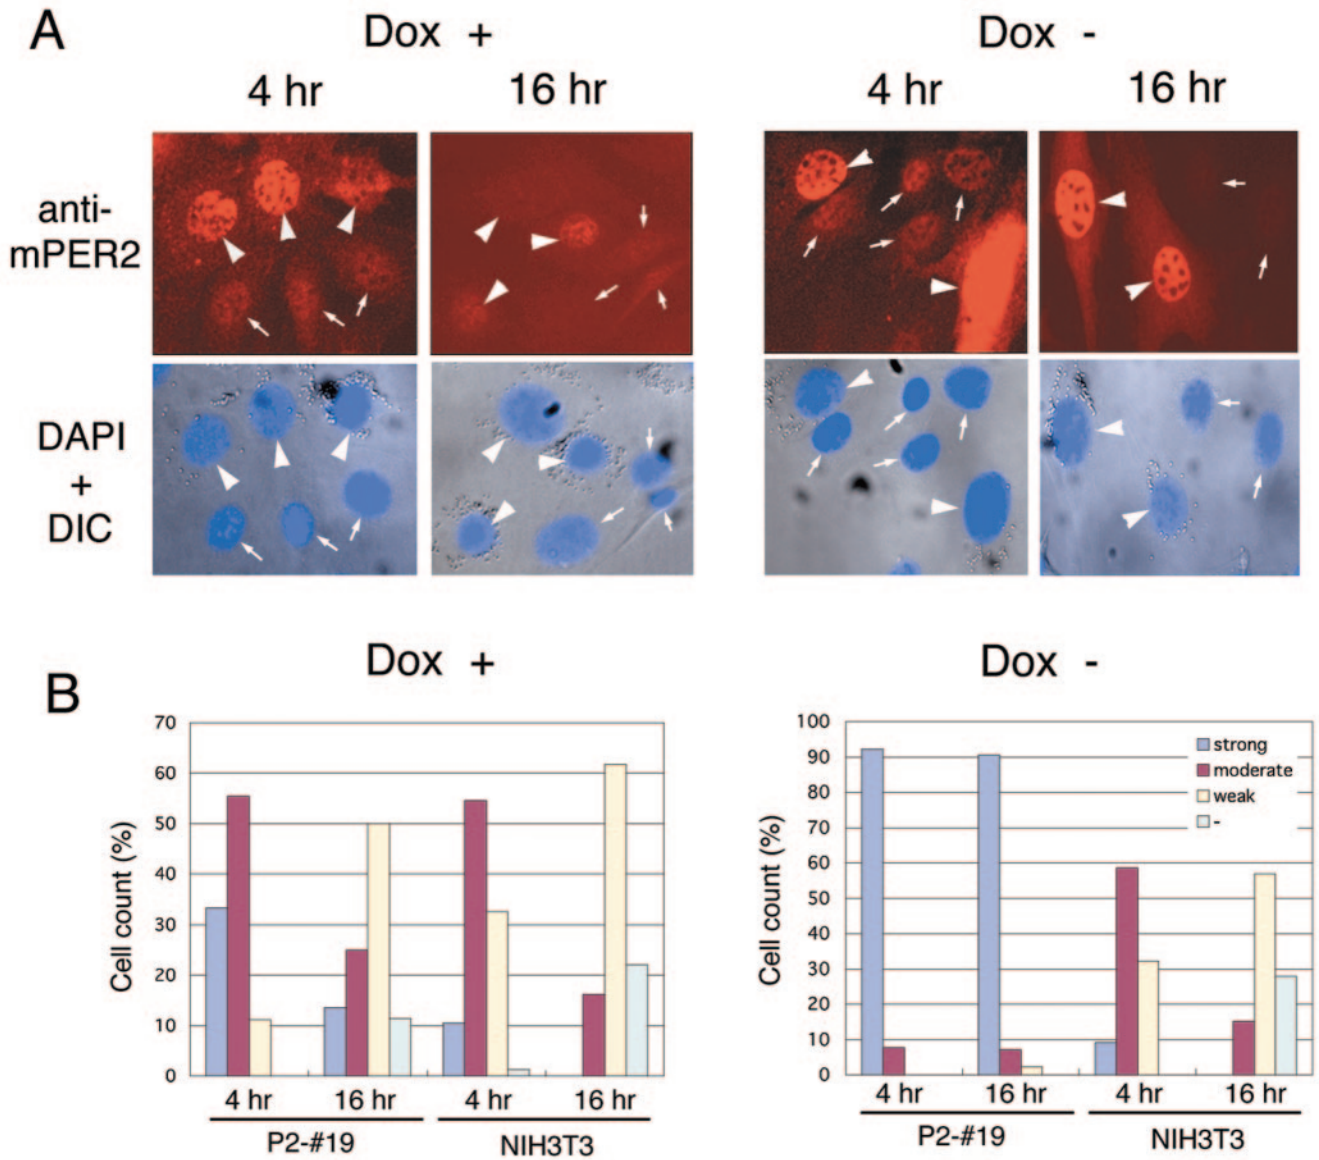 A
Dox +
Dox -
4 hr
16 hr
4 hr
16 hr
anti-
mPER2
DAPI
+
DIC
B
Dox +
Dox -
Cell count (%)
70
60
50
40
30
20
10
0
4 hr
16 hr
4 hr
16 hr
P2-#19
NIH3T3
Cell count (%)
100
90
80
70
60
50
40
30
20
10
0
strong
moderate
weak
-
4 hr
16 hr
4 hr
16 hr
P2-#19
NIH3T3